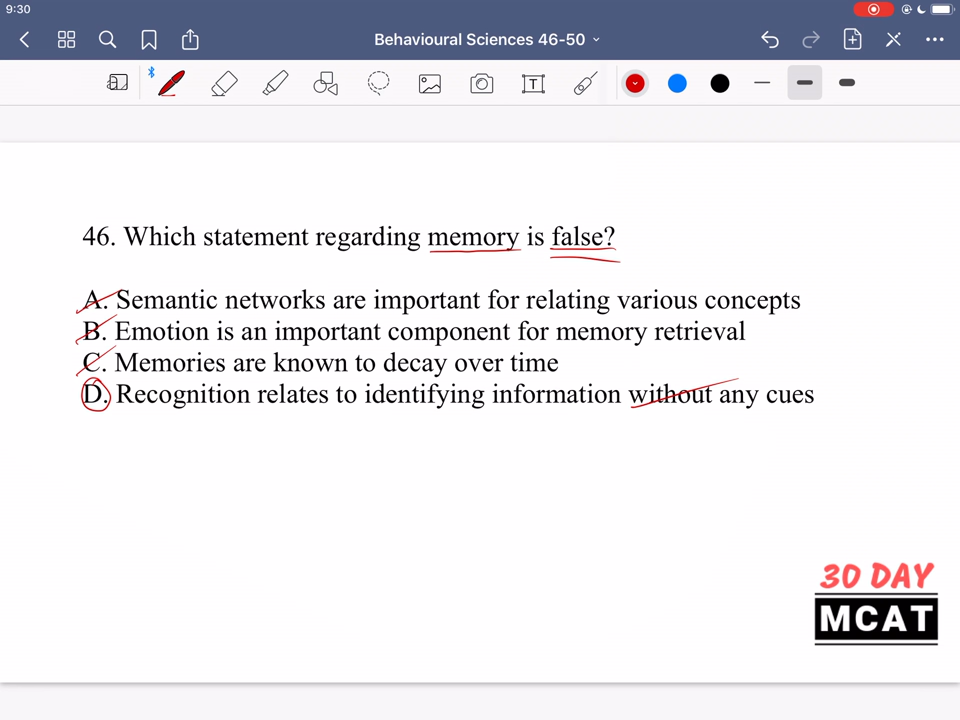 9:30
Behavioural Sciences 46-50
T
46. Which statement regarding memory is false?
A. Semantic networks are important for relating various concepts
B. Emotion is an important component for memory retrieval
C. Memories are known to decay over time
D. Recognition relates to identifying information without any cues
30 DAY
MCAT